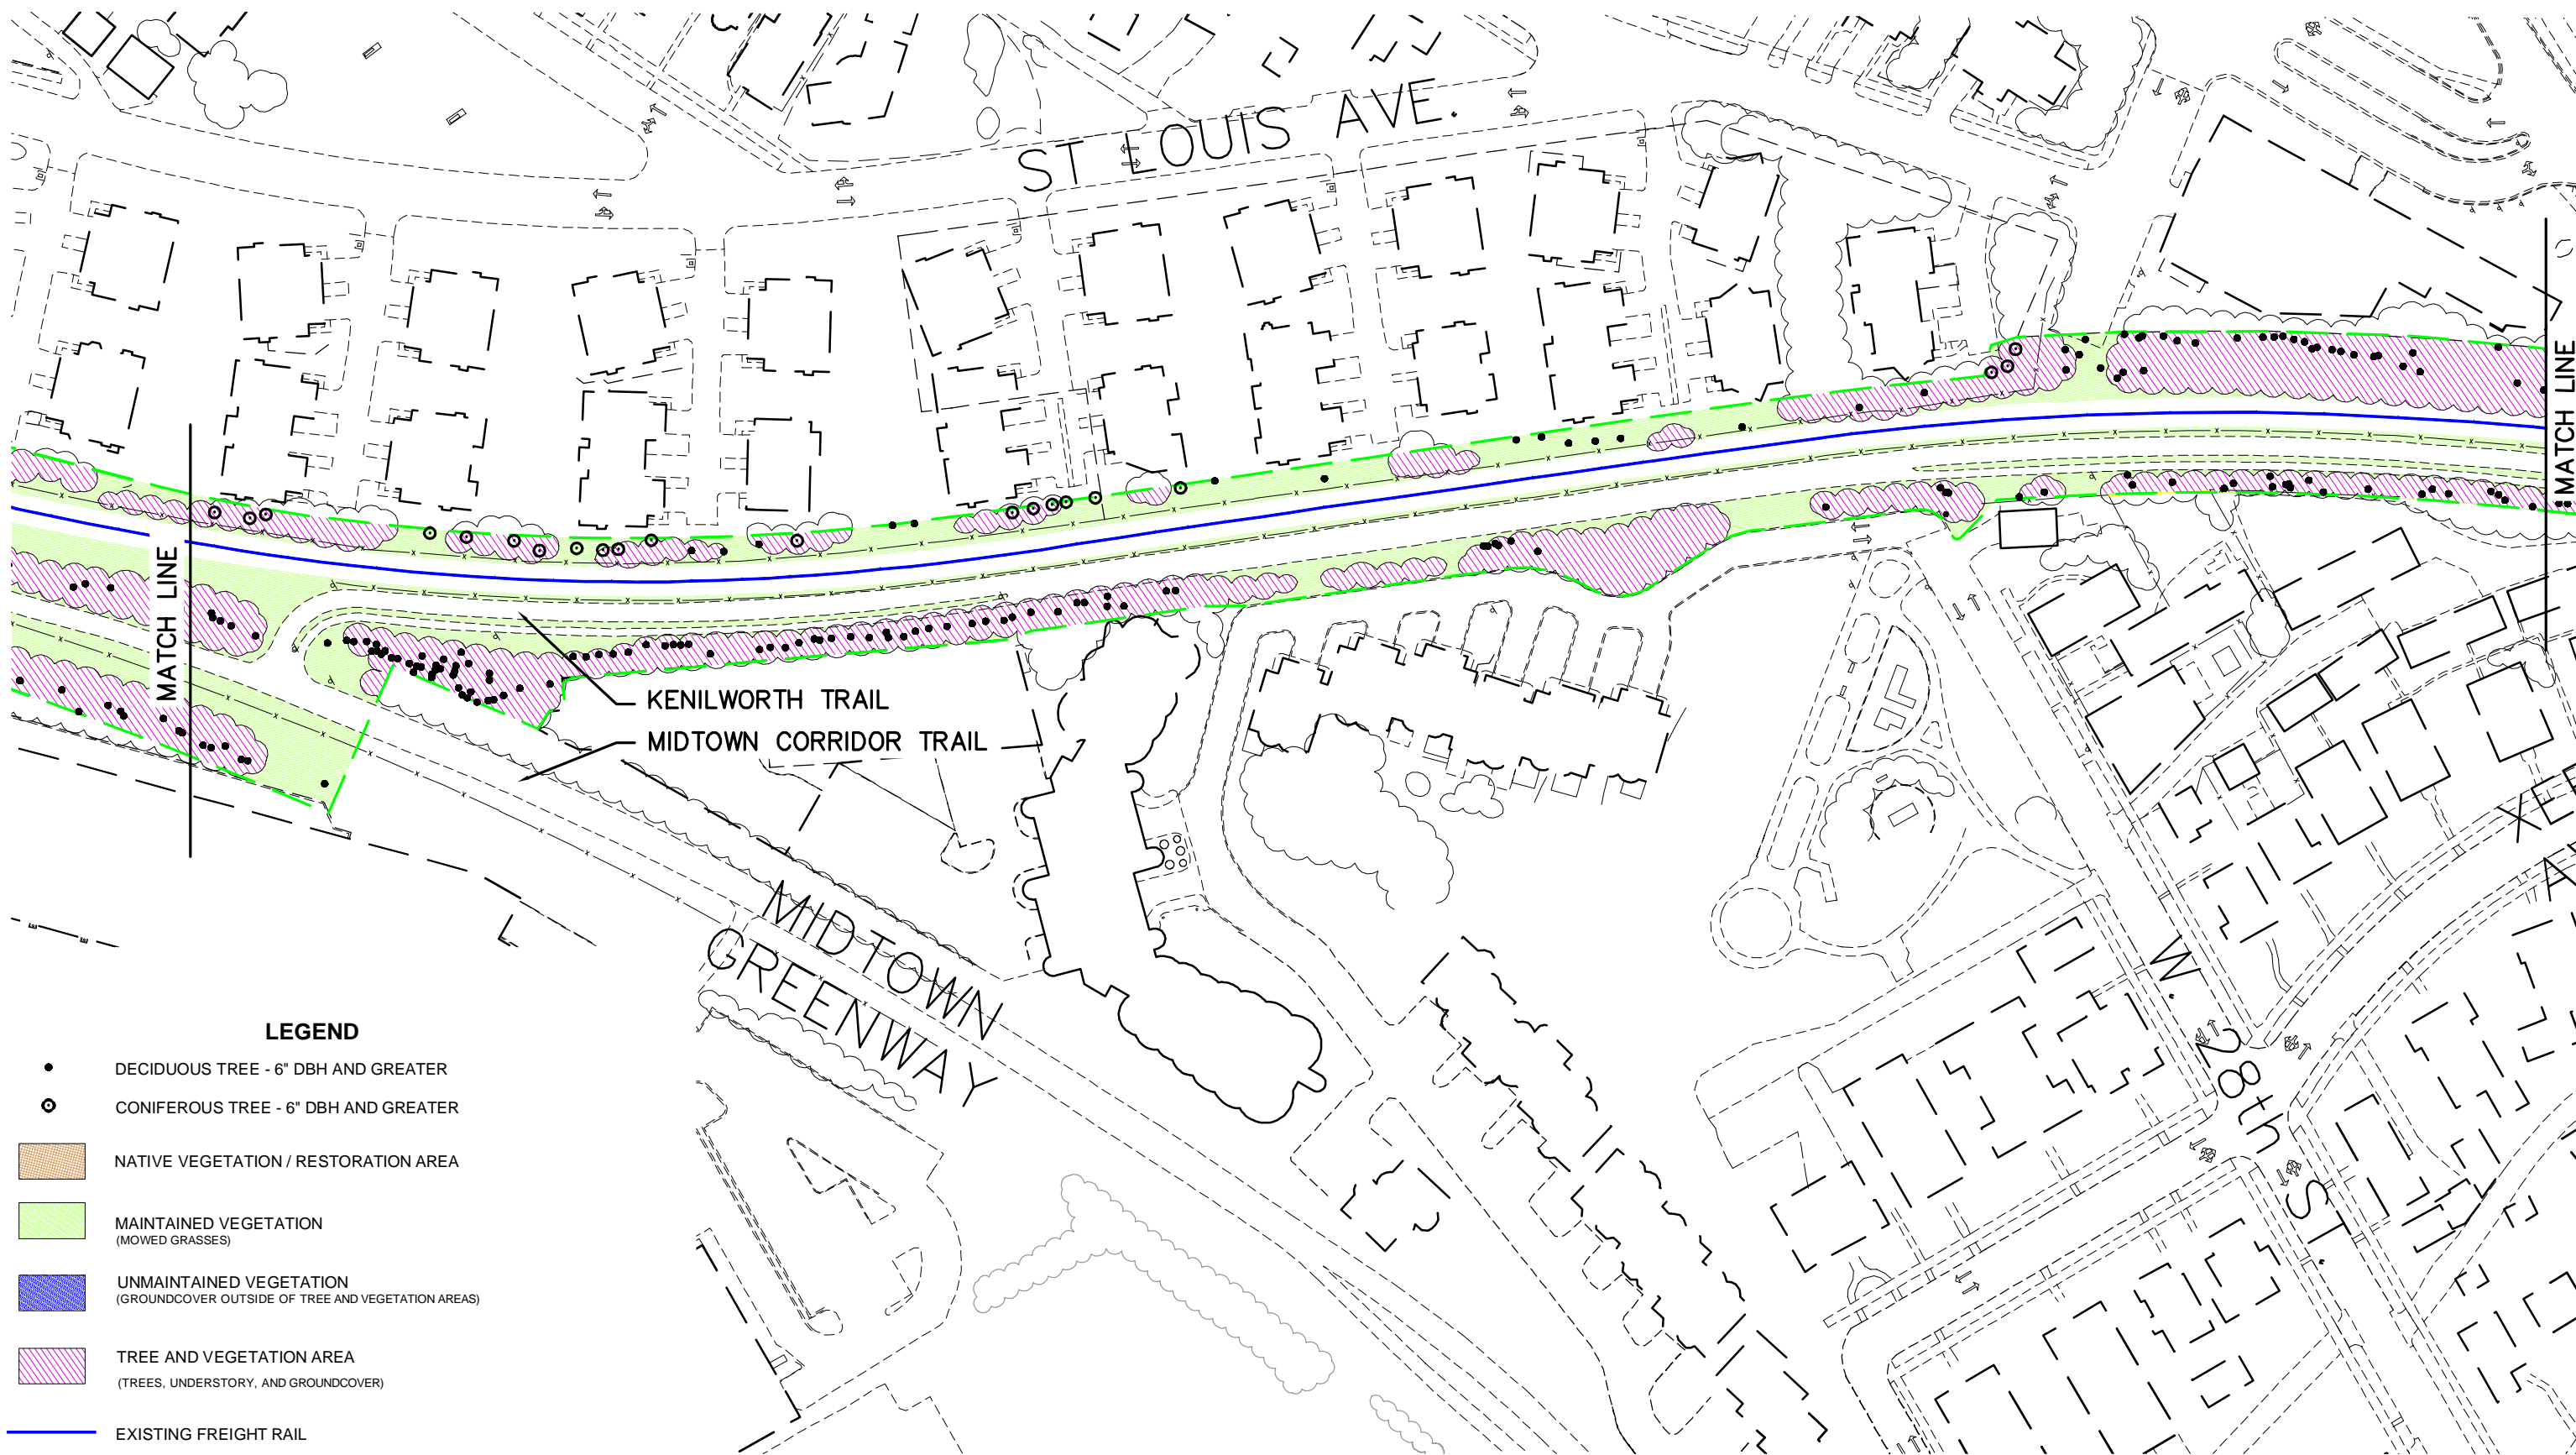 ST LOUIS AVE.
MATCH LINE
MATCH LINE
KENILWORTH TRAIL
MIDTOWN CORRIDOR TRAIL
MIDTOWN
GREENWAY
W. 28th St.
LEGEND
DECIDUOUS TREE - 6" DBH AND GREATER
CONIFEROUS TREE - 6" DBH AND GREATER
NATIVE VEGETATION / RESTORATION AREA
MAINTAINED VEGETATION
(MOWED GRASSES)
UNMAINTAINED VEGETATION
(GROUNDCOVER OUTSIDE OF TREE AND VEGETATION AREAS)
TREE AND VEGETATION AREA
(TREES, UNDERSTORY, AND GROUNDCOVER)
EXISTING FREIGHT RAIL